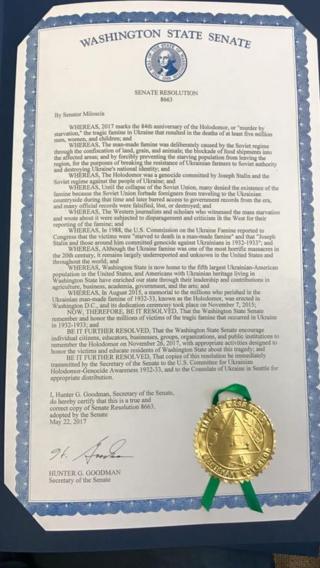 WASHINGTON STATE SENATE
SENATE RESOLUTION
8663
By Senator Miloscia
WHEREAS, 2017 marks the 84th anniversary of the Holodomor, or "murder by
starvation," the tragic famine in Ukraine that resulted in the deaths of at least five million
men, women, and children; and
WHEREAS, The man-made famine was deliberately caused by the Soviet regime
through the confiscation of land, grain, and animals; the blockade of food shipments into
the affected areas; and by forcibly preventing the starving population from leaving the
region, for the purposes of breaking the resistance of Ukrainian farmers to Soviet authority
and destroying Ukraine's national identity; and
WHEREAS, The Holodomor was a genocide committed by Joseph Stalin and the
Soviet regime against the people of Ukraine; and
WHEREAS, Until the collapse of the Soviet Union, many denied the existence of the
famine because the Soviet Union forbade foreigners from traveling to the Ukrainian
countryside during that time and later barred access to government records from the era,
and many official records were falsified, lost, or destroyed; and
WHEREAS, The Western journalists and scholars who witnessed the mass starvation
and wrote about it were subjected to disparagement and criticism in the West for their
reporting of the famine; and
WHEREAS, In 1988, the U.S. Commission on the Ukraine Famine reported to
Congress that the victims were "starved to death in a man-made famine" and that "Joseph
Stalin and those around him committed genocide against Ukrainians in 1932-1933"; and
WHEREAS, Although the Ukraine famine was one of the most horrific massacres in
the 20th century, it remains largely underreported and unknown in the United States and
throughout the world; and
WHEREAS, Washington State is now home to the fifth largest Ukrainian-American
population in the United States, and Americans with Ukrainian heritage living in
Washington State have enriched our state through their leadership and contributions in
agriculture, business, academia, government, and the arts; and
WHEREAS, In August 2015, a memorial to the millions who perished in the
Ukrainian man-made famine of 1932-33, known as the Holodomor, was erected in
Washington D.C., and its dedication ceremony took place on November 7, 2015;
NOW, THEREFORE, BE IT RESOLVED, That the Washington State Senate
remember and honor the millions of victims of the tragic famine that occurred in Ukraine
in 1932-1933; and
BE IT FURTHER RESOLVED, That the Washington State Senate encourage
individual citizens, educators, businesses, groups, organizations, and public institutions to
remember the Holodomor on November 26, 2017, with appropriate activities designed to
honor the victims and educate residents of Washington State about this tragedy; and
BE IT FURTHER RESOLVED, That copies of this resolution be immediately
transmitted by the Secretary of the Senate to the U.S. Committee for Ukrainian
Holodomor-Genocide Awareness 1932-33, and to the Consulate of Ukraine in Seattle for
appropriate distribution.
I, Hunter G. Goodman, Secretary of the Senate,
do hereby certify that this is a true and
correct copy of Senate Resolution 8663,
adopted by the Senate
May 22, 2017
HUNTER G. GOODMAN
Secretary of the Senate